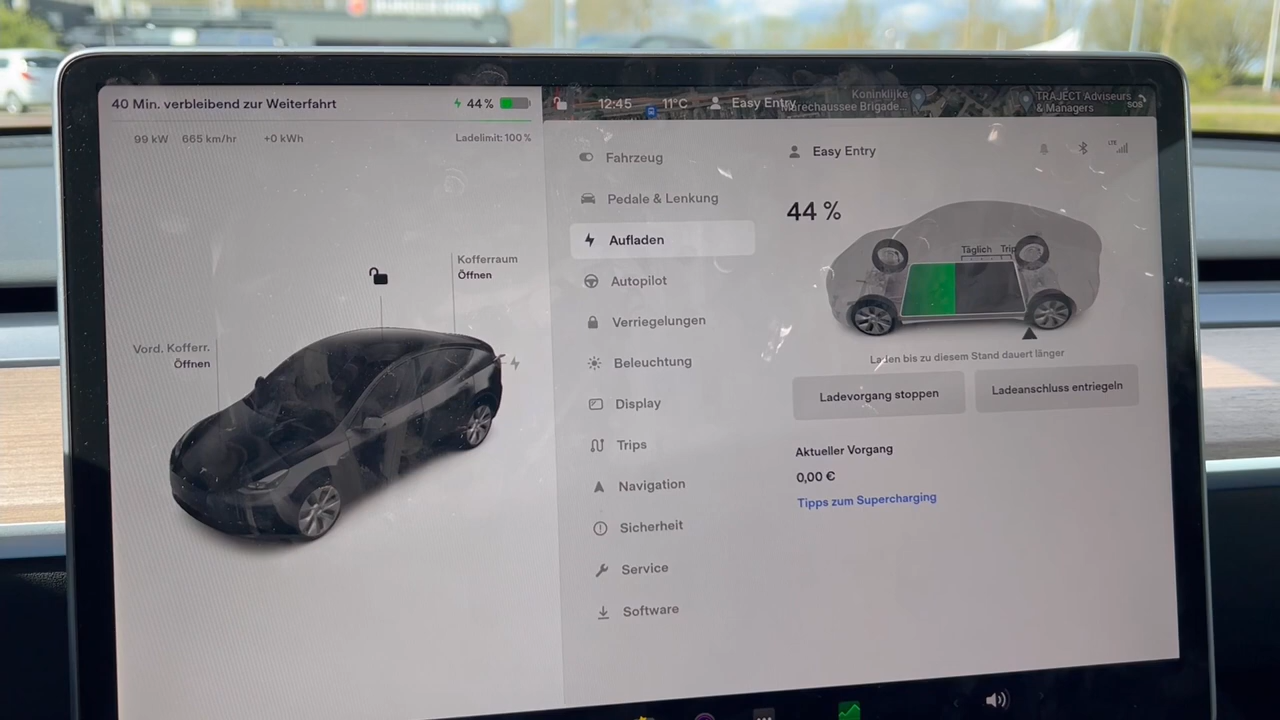 40 Min. verbleibend zur Weiterfahrt
44 %
99 kW 665 km/hr +0 kWh
Ladelimit: 100 %
Kofferraum
Öffnen
Vord. Kofferr.
Öffnen
12:45 11°C Easy Entry
Koninklijke
Marechaussee Brigade...
TRAJECT Adviseurs
& Managers
SOS
Fahrzeug
Pedale & Lenkung
Aufladen
Autopilot
Verriegelungen
Beleuchtung
Display
Trips
Navigation
Sicherheit
Service
Software
Easy Entry
LTE
44 %
Täglich Trip
Laden bis zu diesem Stand dauert länger
Ladevorgang stoppen
Ladeanschluss entriegeln
Aktueller Vorgang
0,00 €
Tipps zum Supercharging